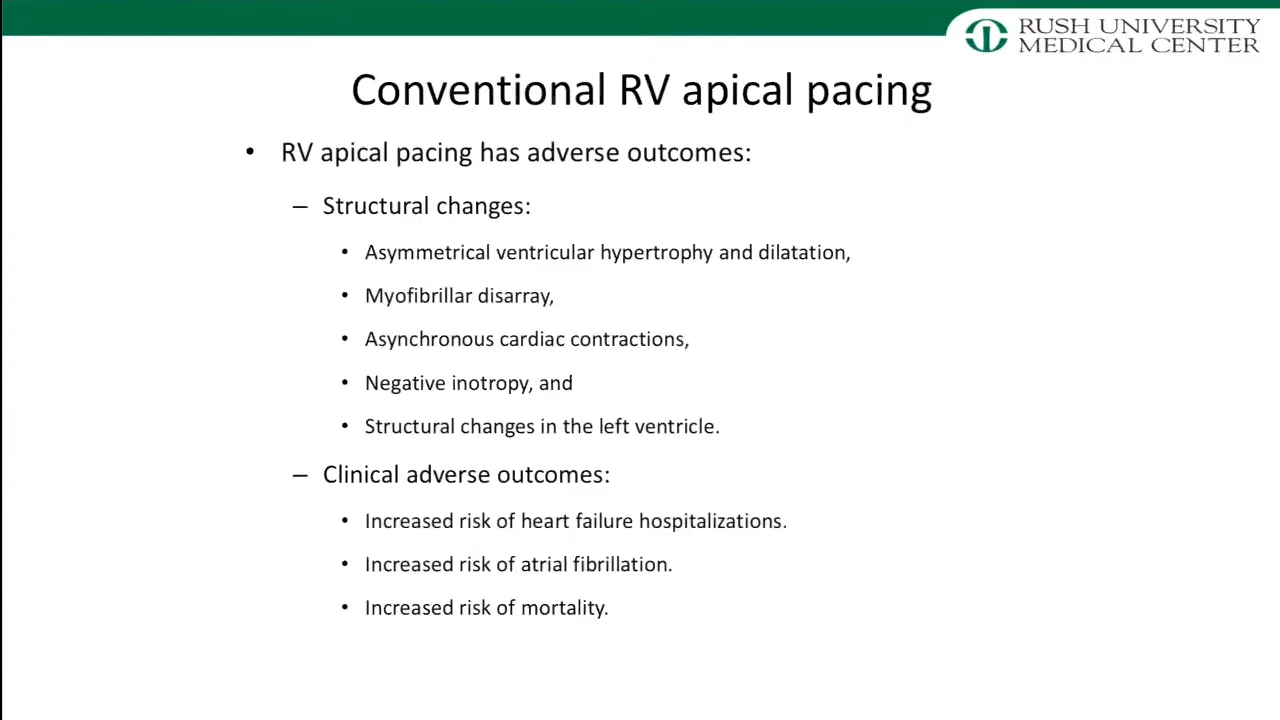 RUSH UNIVERSITY
MEDICAL CENTER
Conventional RV apical pacing
• RV apical pacing has adverse outcomes:
– Structural changes:
• Asymmetrical ventricular hypertrophy and dilatation,
• Myofibrillar disarray,
• Asynchronous cardiac contractions,
• Negative inotropy, and
• Structural changes in the left ventricle.
– Clinical adverse outcomes:
• Increased risk of heart failure hospitalizations.
• Increased risk of atrial fibrillation.
• Increased risk of mortality.